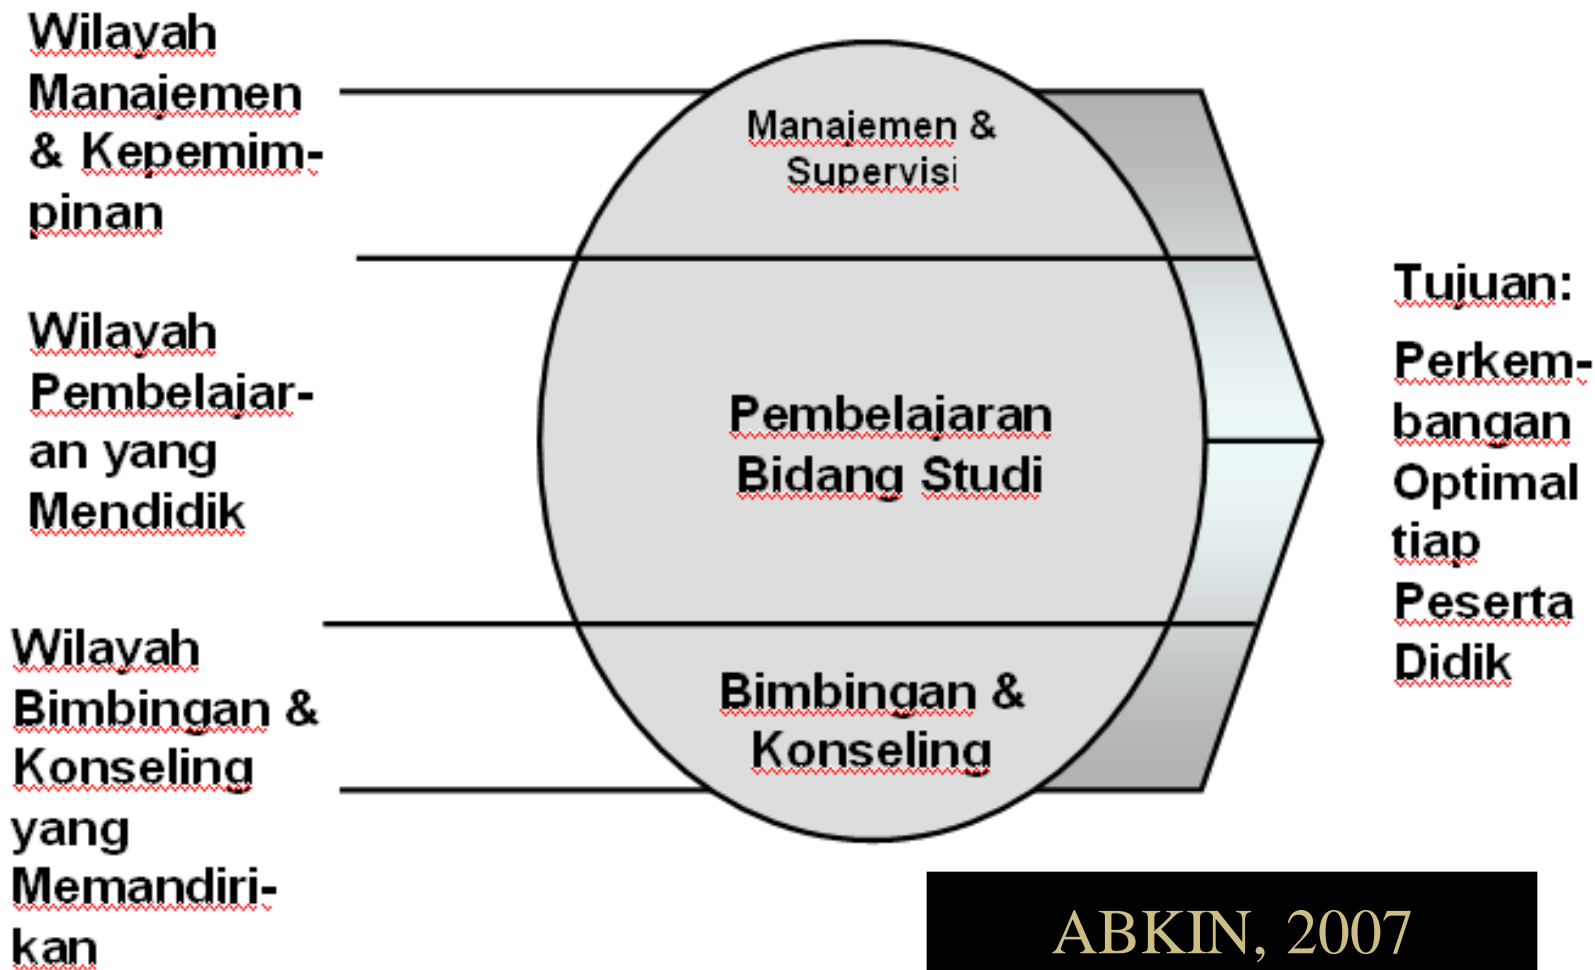 Wilayah
Manajemen
& Kepemim-
pinan
Wilayah
Pembelajar-
an yang
Mendidik
Wilayah
Bimbingan &
Konseling
yang
Memandiri-
kan
Manajemen &
Supervisi
Pembelajaran
Bidang Studi
Bimbingan &
Konseling
Tujuan:
Perkem-
bangan
Optimal
tiap
Peserta
Didik
ABKIN, 2007